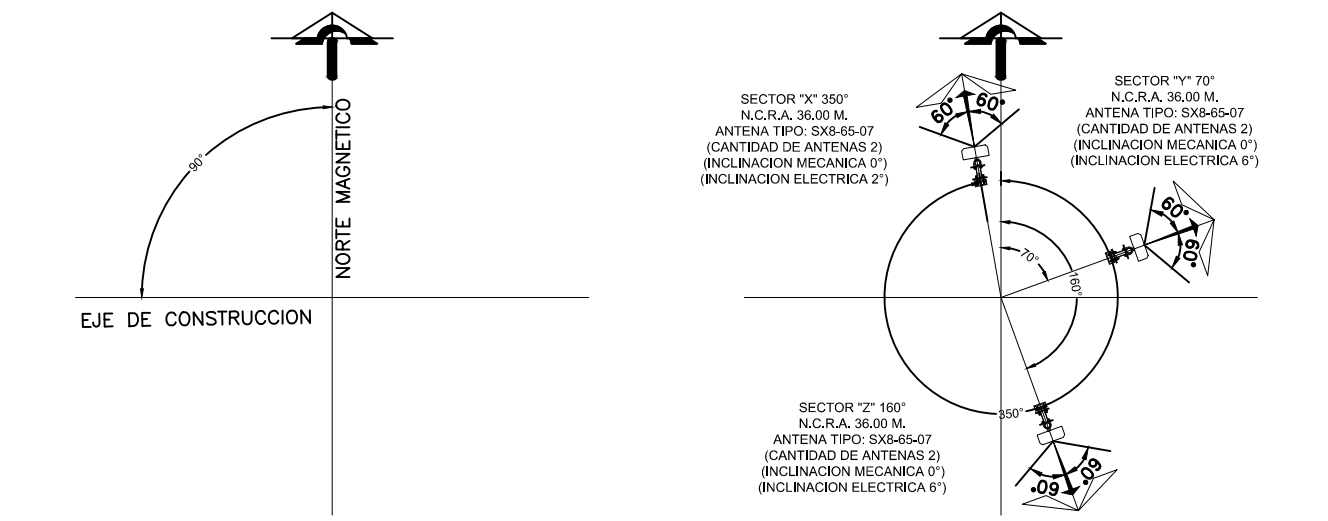 90°
NORTE MAGNETICO
EJE DE CONSTRUCCION
SECTOR "X" 350°
N.C.R.A. 36.00 M.
ANTENA TIPO: SX8-65-07
(CANTIDAD DE ANTENAS 2)
(INCLINACION MECANICA 0°)
(INCLINACION ELECTRICA 2°)
60°
60°
SECTOR "Y" 70°
N.C.R.A. 36.00 M.
ANTENA TIPO: SX8-65-07
(CANTIDAD DE ANTENAS 2)
(INCLINACION MECANICA 0°)
(INCLINACION ELECTRICA 6°)
60°
60°
70°
160°
350°
SECTOR "Z" 160°
N.C.R.A. 36.00 M.
ANTENA TIPO: SX8-65-07
(CANTIDAD DE ANTENAS 2)
(INCLINACION MECANICA 0°)
(INCLINACION ELECTRICA 6°)
60°
60°